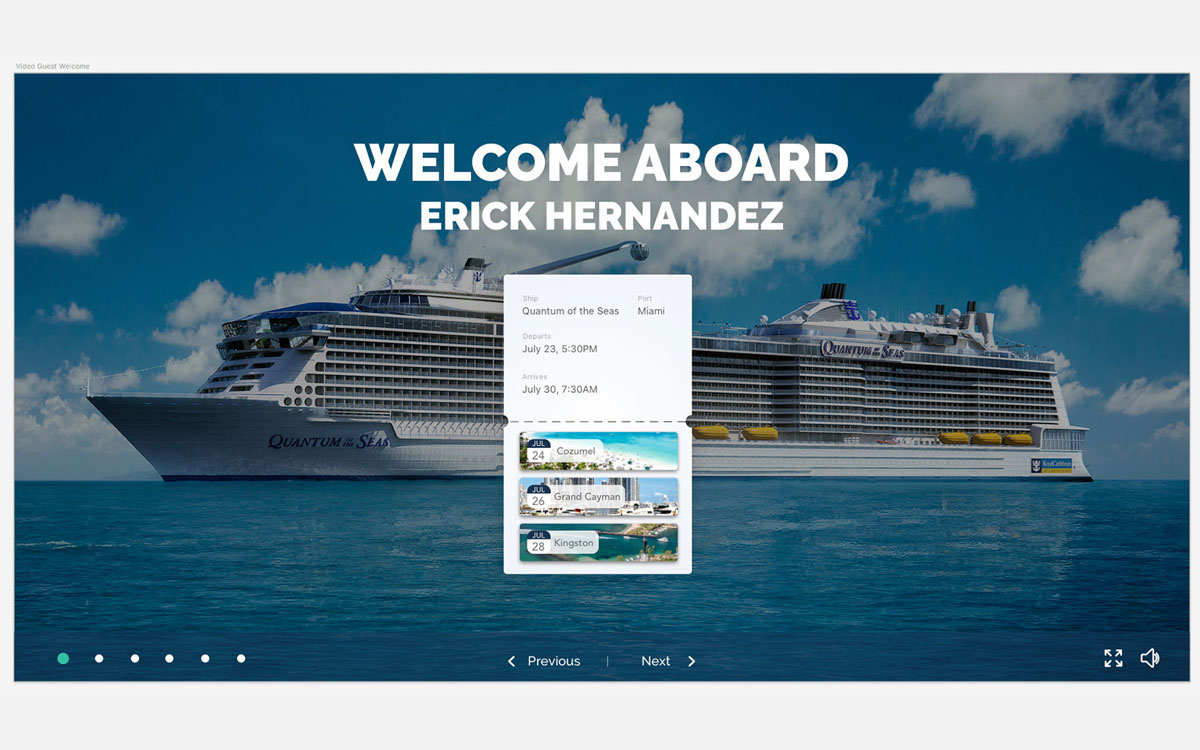 Video Guest Welcome
WELCOME ABOARD
ERICK HERNANDEZ
Ship
Port
Quantum of the Seas
Miami
Departs
July 23, 5:30PM
Arrives
July 30, 7:30AM
QUANTUM OF THE SEAS
QUANTUM OF THE SEAS
JUL
24
Cozumel
JUL
26
Grand Cayman
JUL
28
Kingston
RoyalCaribbean
Previous | Next